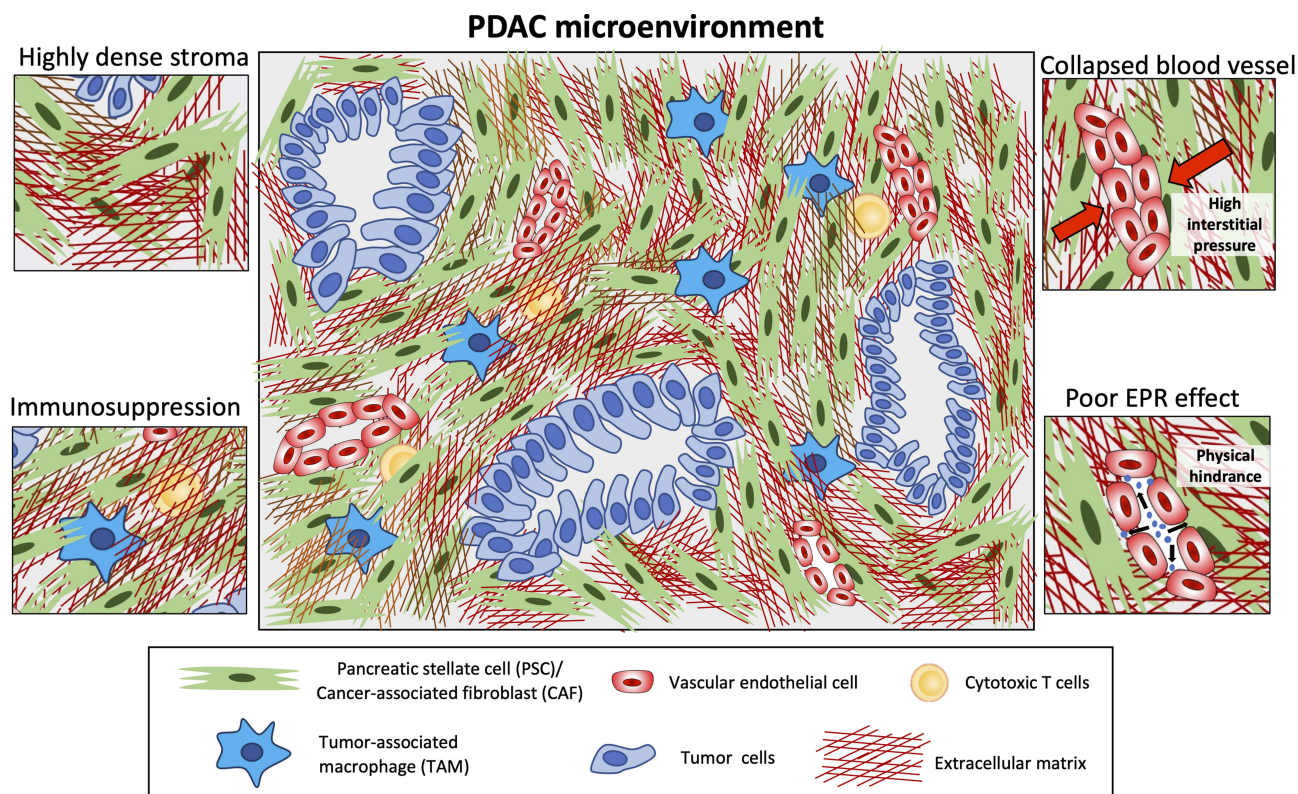 PDAC microenvironment
Highly dense stroma
Collapsed blood vessel
High
interstitial
pressure
Immunosuppression
Poor EPR effect
Physical
hindrance
Pancreatic stellate cell (PSC)/
Cancer-associated fibroblast (CAF)
Vascular endothelial cell
Cytotoxic T cells
Tumor-associated
macrophage (TAM)
Tumor cells
Extracellular matrix